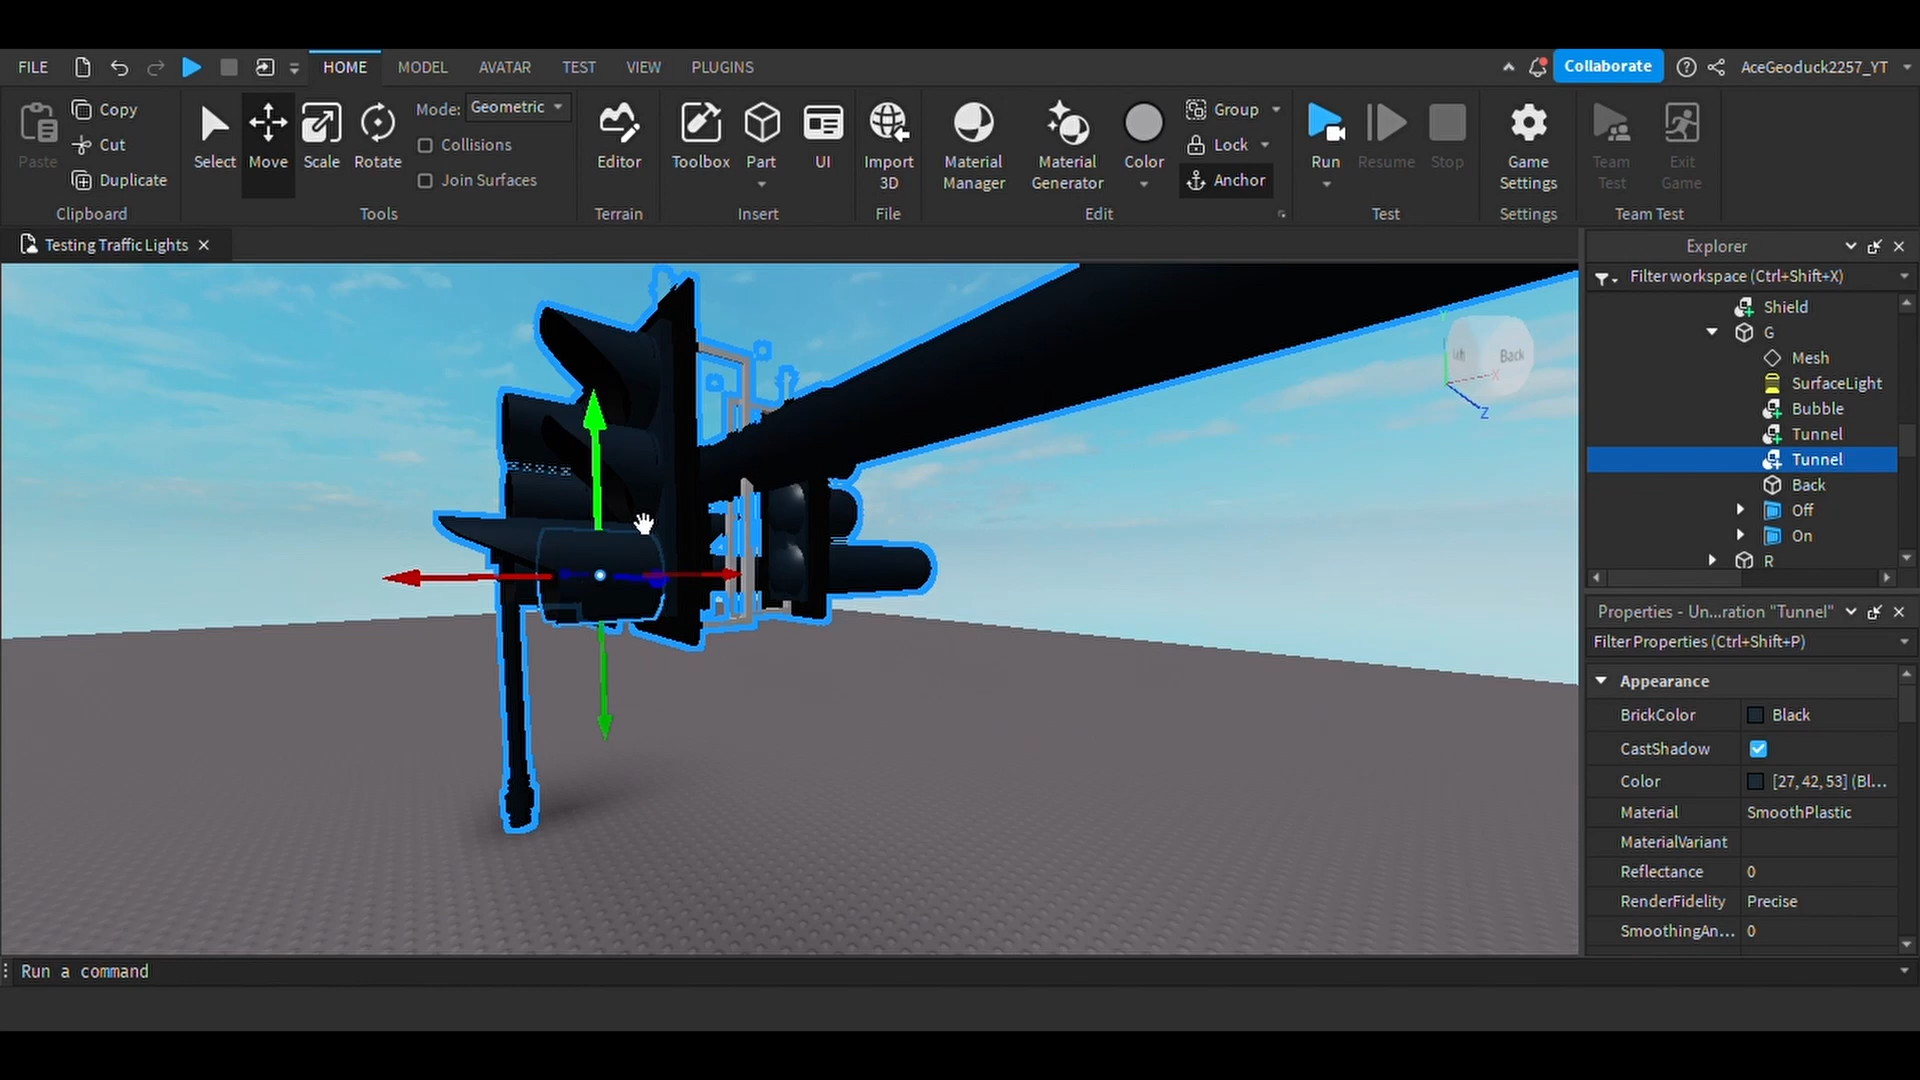 FILE
HOME
MODEL
AVATAR
TEST
VIEW
PLUGINS
Collaborate
AceGeoduck2257_YT
Paste
Copy
Cut
Duplicate
Clipboard
Select
Move
Scale
Rotate
Mode: Geometric
Collisions
Join Surfaces
Tools
Editor
Terrain
Toolbox
Part
UI
Insert
Import
3D
File
Material
Manager
Material
Generator
Color
Group
Lock
Anchor
Edit
Run
Resume
Stop
Test
Game
Settings
Settings
Team
Test
Exit
Game
Team Test
Testing Traffic Lights
Back
Y
X
Z
Explorer
Filter workspace (Ctrl+Shift+X)
Shield
G
Mesh
SurfaceLight
Bubble
Tunnel
Tunnel
Back
Off
On
R
Properties - Un...ration "Tunnel"
Filter Properties (Ctrl+Shift+P)
Appearance
BrickColor Black
CastShadow
Color [27, 42, 53] (Bl...
Material SmoothPlastic
MaterialVariant
Reflectance 0
RenderFidelity Precise
SmoothingAn... 0
Run a command